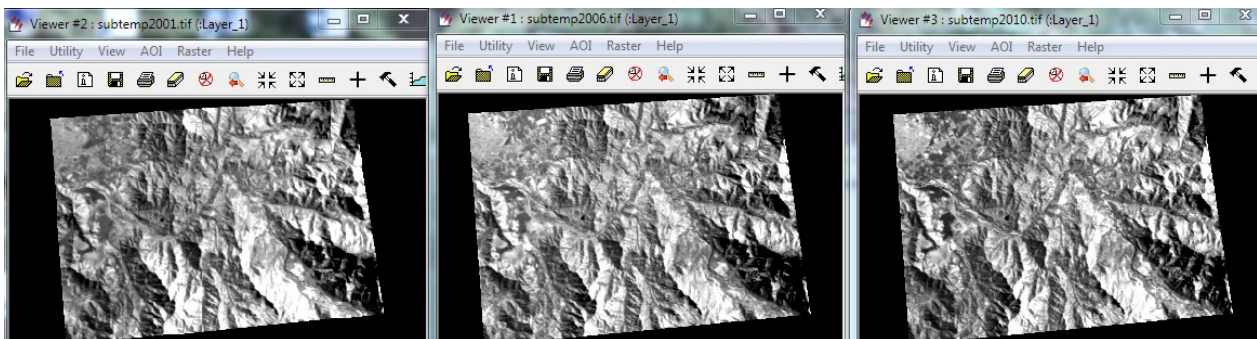 Viewer #2 : subtemp2001.tif (:Layer_1)
File Utility View AOI Raster Help
Viewer #1 : subtemp2006.tif (:Layer_1)
File Utility View AOI Raster Help
Viewer #3 : subtemp2010.tif (:Layer_1)
File Utility View AOI Raster Help